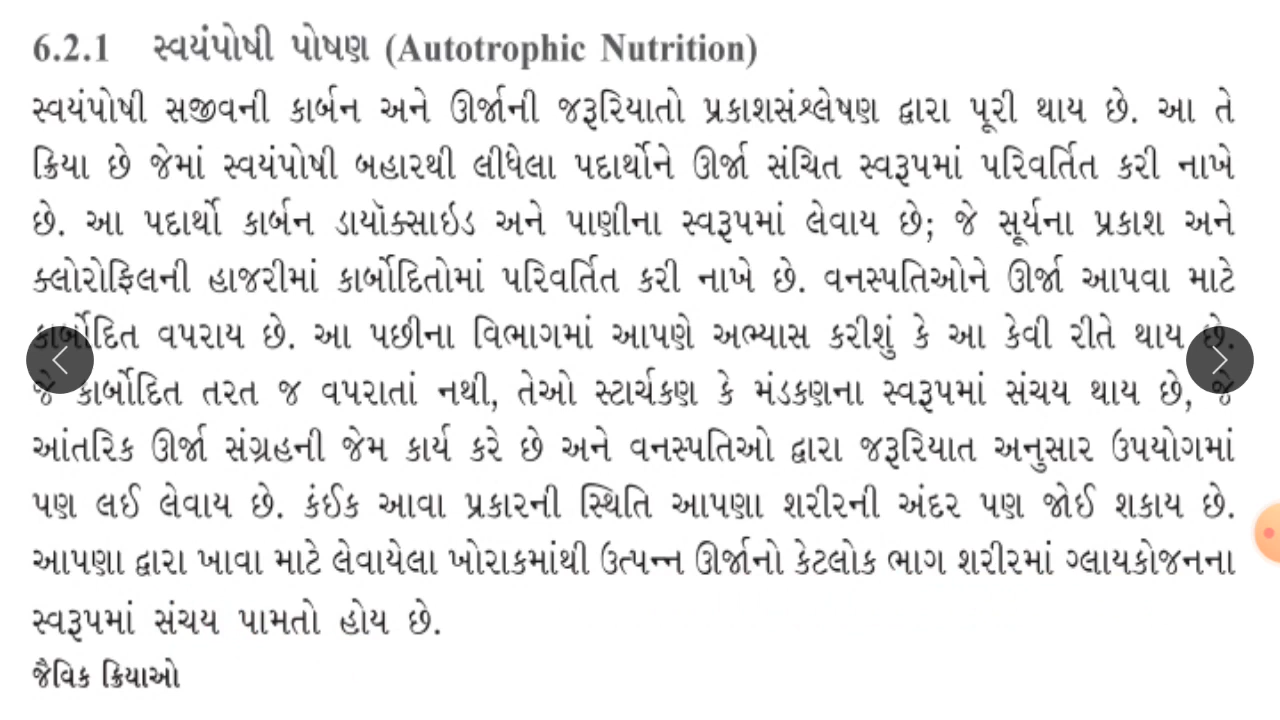 6.2.1 સ્વયંપોષી પોષણ (Autotrophic Nutrition)
સ્વયંપોષી સજીવની કાર્બન અને ઊર્જાની જરૂરિયાતો પ્રકાશસંશ્લેષણ દ્વારા પૂરી થાય છે. આ તે
ક્રિયા છે જેમાં સ્વયંપોષી બહારથી લીધેલા પદાર્થોને ઊર્જા સંચિત સ્વરૂપમાં પરિવર્તિત કરી નાખે
છે. આ પદાર્થો કાર્બન ડાયૉક્સાઇડ અને પાણીના સ્વરૂપમાં લેવાય છે; જે સૂર્યના પ્રકાશ અને
ક્લોરોફિલની હાજરીમાં કાર્બોદિતોમાં પરિવર્તિત કરી નાખે છે. વનસ્પતિઓને ઊર્જા આપવા માટે
કાર્બોદિત વપરાય છે. આ પછીના વિભાગમાં આપણે અભ્યાસ કરીશું કે આ કેવી રીતે થાય છે.
જે કાર્બોદિત તરત જ વપરાતાં નથી, તેઓ સ્ટાર્ચકણ કે મંડકણના સ્વરૂપમાં સંચય થાય છે, જે
આંતરિક ઊર્જા સંગ્રહની જેમ કાર્ય કરે છે અને વનસ્પતિઓ દ્વારા જરૂરિયાત અનુસાર ઉપયોગમાં
પણ લઈ લેવાય છે. કંઈક આવા પ્રકારની સ્થિતિ આપણા શરીરની અંદર પણ જોઈ શકાય છે.
આપણા દ્વારા ખાવા માટે લેવાયેલા ખોરાકમાંથી ઉત્પન્ન ઊર્જાનો કેટલોક ભાગ શરીરમાં ગ્લાયકોજનના
સ્વરૂપમાં સંચય પામતો હોય છે.
જૈવિક ક્રિયાઓ